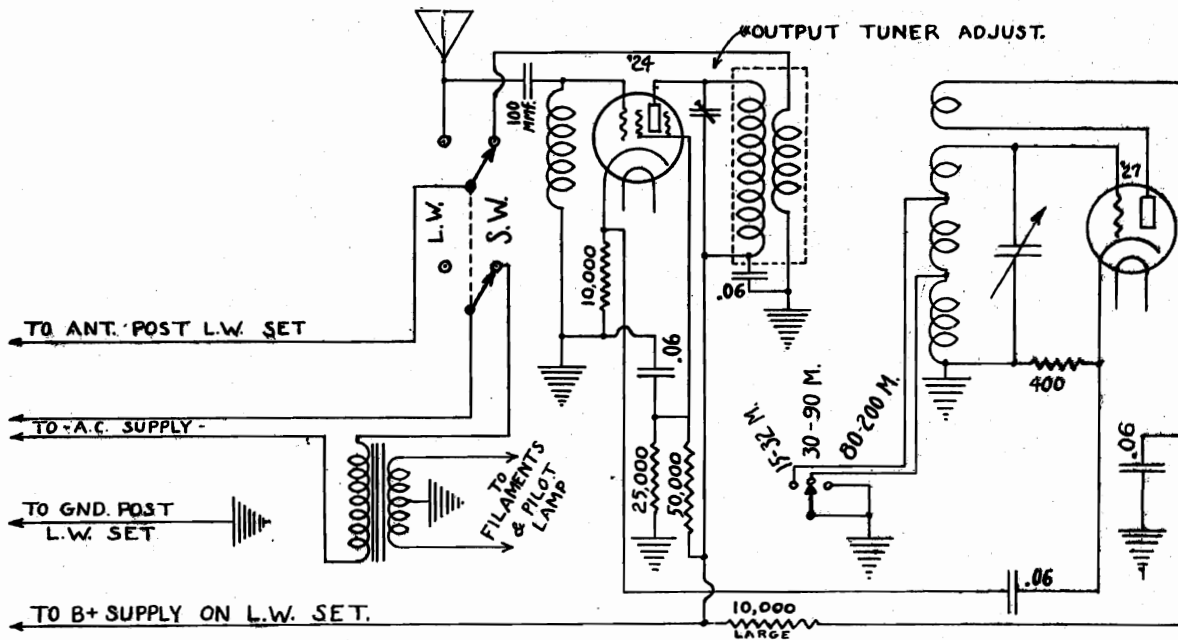 OUTPUT TUNER ADJUST.
'24
100
MMF.
L.W.
S.W.
'27
10,000
.06
.06
400
TO ANT. POST L.W. SET
15-32 M.
30-90 M.
80-200 M.
.06
TO A.C. SUPPLY -
25,000
50,000
TO
FILAMENTS
& PILOT
LAMP
TO GND. POST
L.W. SET
.06
TO B+ SUPPLY ON L.W. SET.
10,000
LARGE